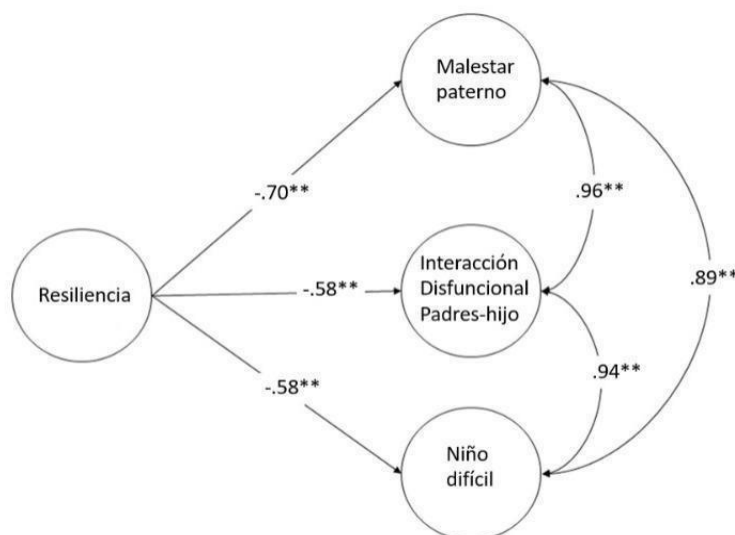 Malestar
paterno
-.70**
.96**
Resiliencia
-.58**
Interacción
Disfuncional
Padres-hijo
.89**
-.58**
.94**
Niño
difícil